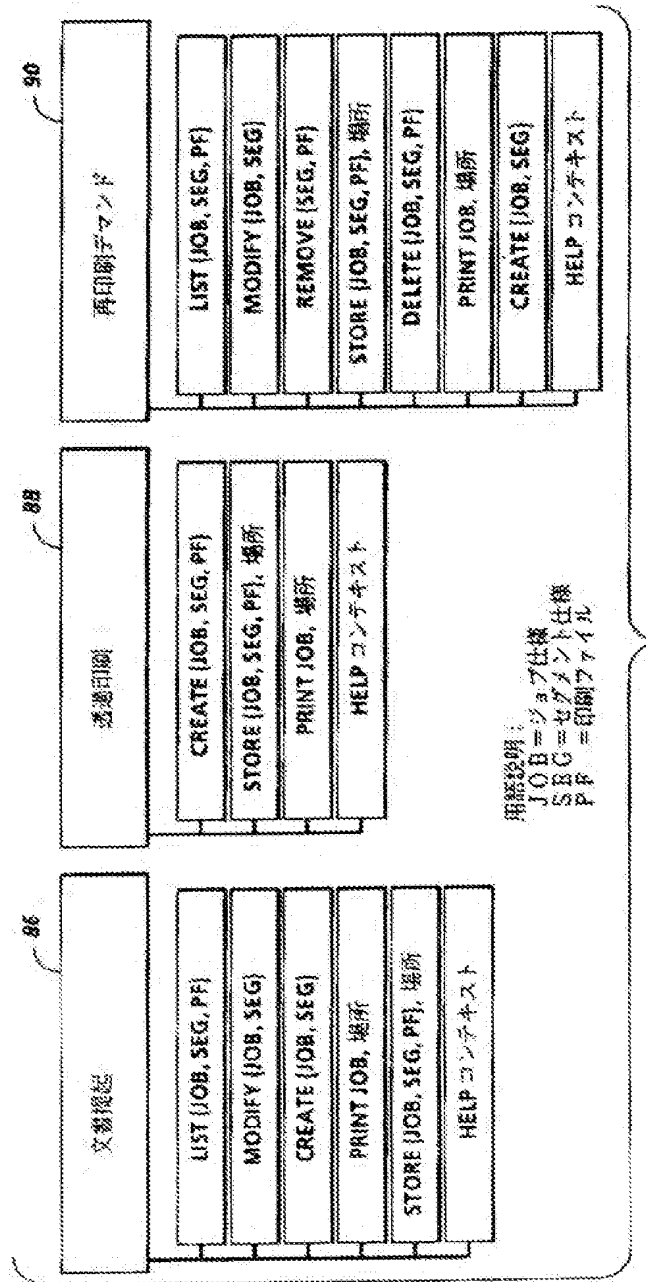 86
文書提起
LIST {JOB, SEG, PF}
MODIFY {JOB, SEG}
CREATE {JOB, SEG}
PRINT JOB, 場所
STORE {JOB, SEG, PF}, 場所
HELP コンテキスト
88
透過印刷
CREATE {JOB, SEG, PF}
STORE {JOB, SEG, PF}, 場所
PRINT JOB, 場所
HELP コンテキスト
90
再印刷デマンド
LIST {JOB, SEG, PF}
MODIFY {JOB, SEG}
REMOVE {SEG, PF}
STORE {JOB, SEG, PF}, 場所
DELETE {JOB, SEG, PF}
PRINT JOB, 場所
CREATE {JOB, SEG}
HELP コンテキスト
用語説明：
JOB＝ジョブ仕様
SEG＝セグメント仕様
PF ＝印刷ファイル